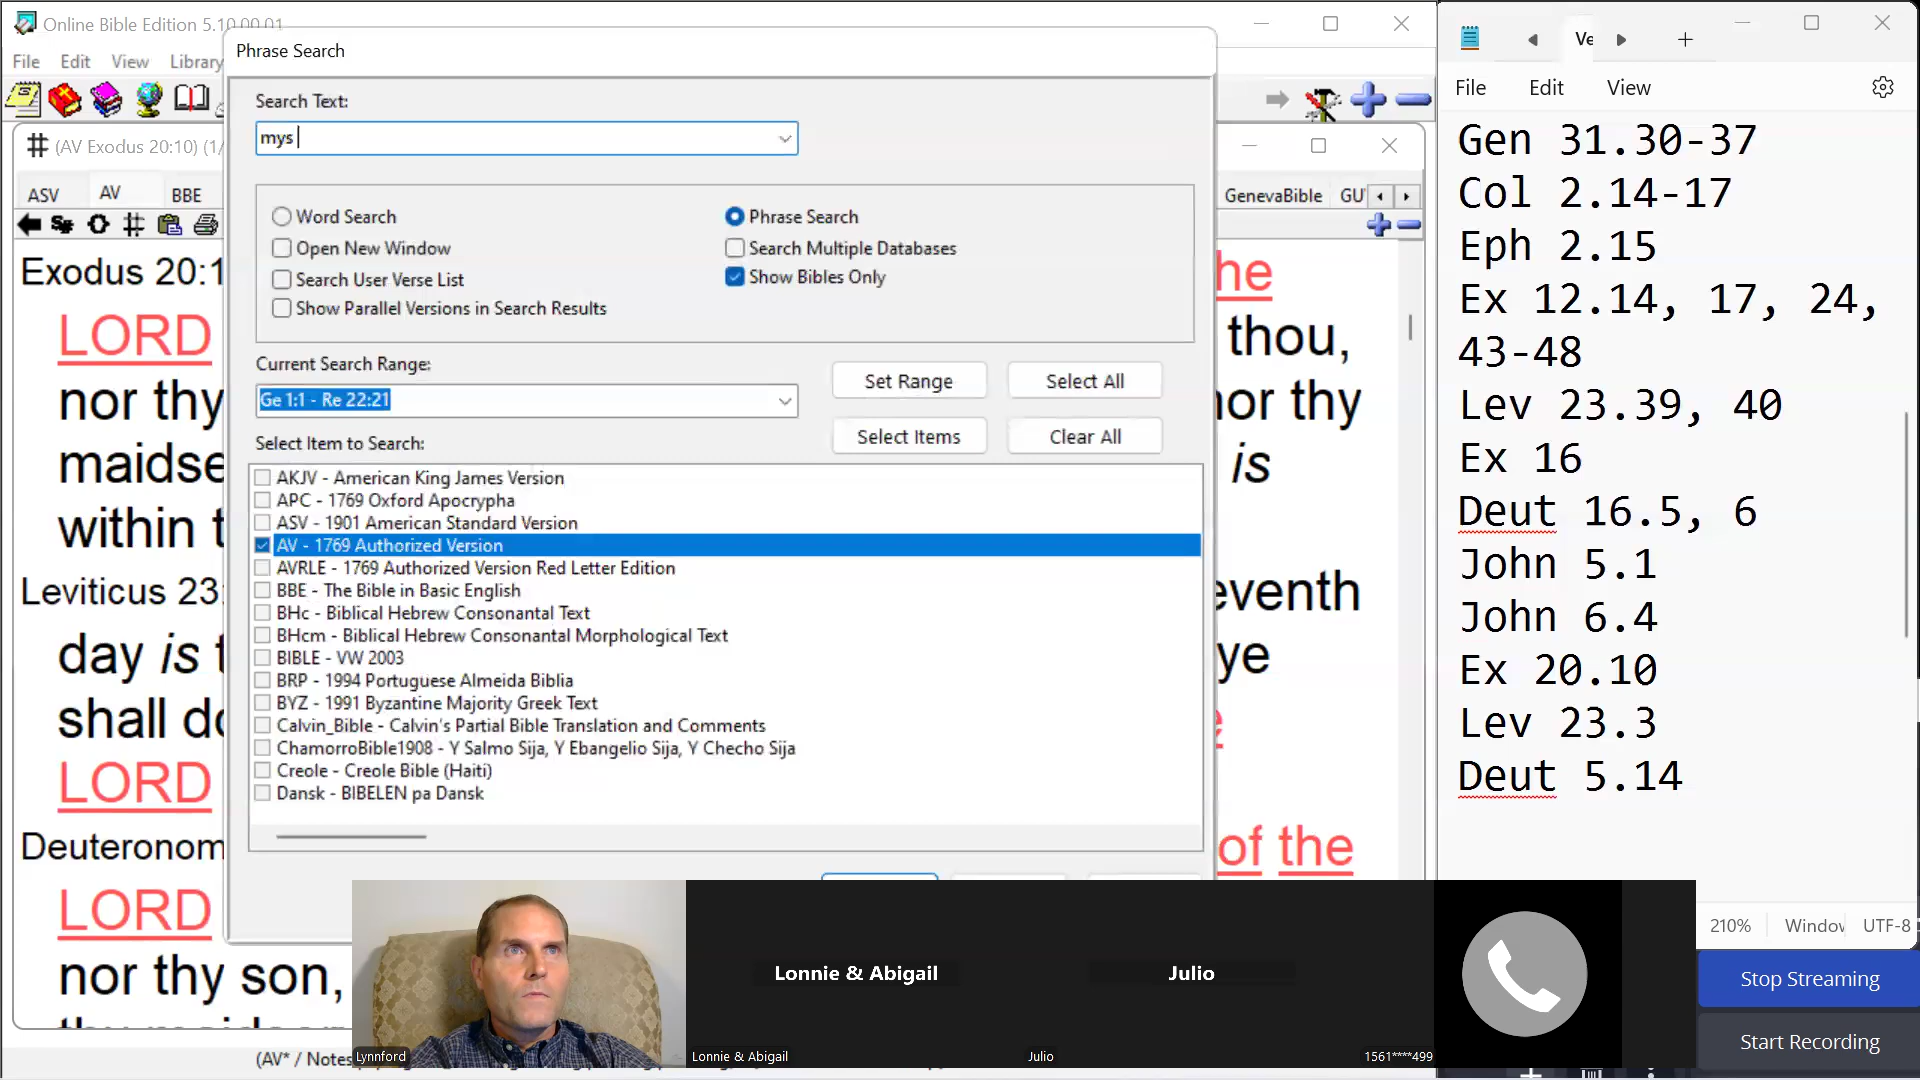 Online Bible Edition 5.10.00.01
File Edit View Library
(AV Exodus 20:10)
ASV AV BBE
Exodus 20:1
LORD
nor thy
maidse
within t
Leviticus 23:
day is t
shall do
LORD
Deuteronom
LORD
nor thy son,
(AV* / Notes
Phrase Search
Search Text:
mys
Word Search
Phrase Search
Open New Window
Search Multiple Databases
Search User Verse List
Show Bibles Only
Show Parallel Versions in Search Results
Current Search Range:
Ge 1:1 - Re 22:21
Set Range
Select All
Select Items
Clear All
Select Item to Search:
AKJV - American King James Version
APC - 1769 Oxford Apocrypha
ASV - 1901 American Standard Version
AV - 1769 Authorized Version
AVRLE - 1769 Authorized Version Red Letter Edition
BBE - The Bible in Basic English
BHc - Biblical Hebrew Consonantal Text
BHcm - Biblical Hebrew Consonantal Morphological Text
BIBLE - VW 2003
BRP - 1994 Portuguese Almeida Biblia
BYZ - 1991 Byzantine Majority Greek Text
Calvin_Bible - Calvin's Partial Bible Translation and Comments
ChamorroBible1908 - Y Salmo Sija, Y Ebangelio Sija, Y Checho Sija
Creole - Creole Bible (Haiti)
Dansk - BIBELEN pa Dansk
GenevaBible GU
he
thou,
nor thy
is
eventh
ye
of the
Ve
File Edit View
Gen 31.30-37
Col 2.14-17
Eph 2.15
Ex 12.14, 17, 24,
43-48
Lev 23.39, 40
Ex 16
Deut 16.5, 6
John 5.1
John 6.4
Ex 20.10
Lev 23.3
Deut 5.14
210% Window UTF-8
Stop Streaming
Start Recording
Lynnford
Lonnie & Abigail
Lonnie & Abigail
Julio
Julio
1561****499